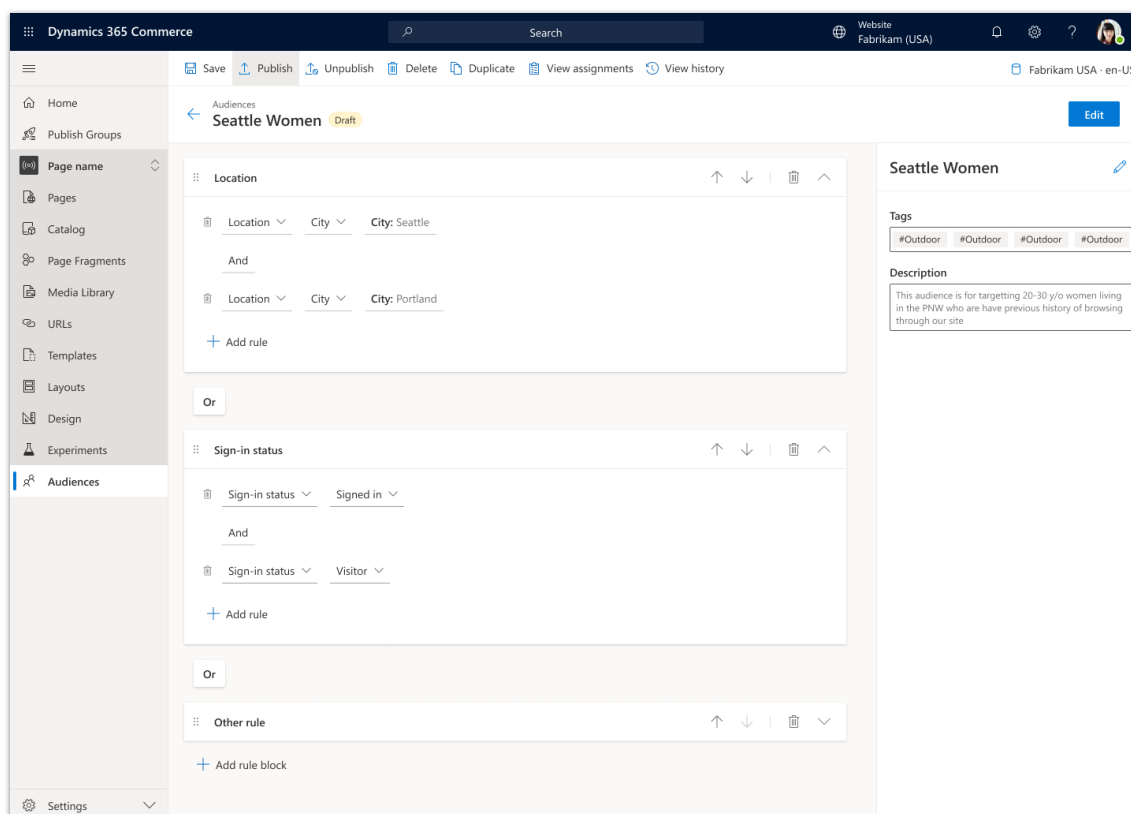 Dynamics 365 Commerce
Search
Website
Fabrikam (USA)
Save
Publish
Unpublish
Delete
Duplicate
View assignments
View history
Fabrikam USA · en-US
Home
Publish Groups
Page name
Pages
Catalog
Page Fragments
Media Library
URLs
Templates
Layouts
Design
Experiments
Audiences
Settings
Audiences
Seattle Women
Draft
Edit
Location
Location
City
City: Seattle
And
Location
City
City: Portland
Add rule
Or
Sign-in status
Sign-in status
Signed in
And
Sign-in status
Visitor
Add rule
Or
Other rule
Add rule block
Seattle Women
Tags
#Outdoor #Outdoor #Outdoor #Outdoor
Description
This audience is for targetting 20-30 y/o women living
in the PNW who are have previous history of browsing
through our site